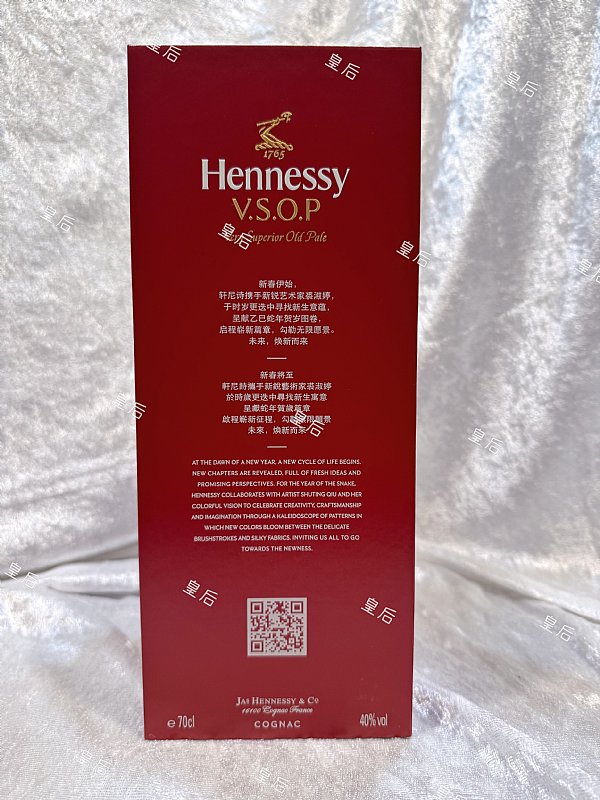 1765
Hennessy
V.S.O.P
Superior Old Pale
新春伊始,
轩尼诗携手新锐艺术家裘淑婷,
于时岁更迭中寻找新生意蕴,
呈献乙巳蛇年贺岁图卷,
启程崭新篇章, 勾勒无限愿景。
未来, 焕新而来
新春將至
軒尼詩攜手新銳藝術家裘淑婷
於時歲更迭中尋找新生寓意
呈獻蛇年賀歲篇章
啟程嶄新征程, 勾勒無限願景
未來, 煥新而來
AT THE DAWN OF A NEW YEAR, A NEW CYCLE OF LIFE BEGINS.
NEW CHAPTERS ARE REVEALED, FULL OF FRESH IDEAS AND
PROMISING PERSPECTIVES. FOR THE YEAR OF THE SNAKE,
HENNESSY COLLABORATES WITH ARTIST SHUTING QIU AND HER
COLORFUL VISION TO CELEBRATE CREATIVITY, CRAFTSMANSHIP
AND IMAGINATION THROUGH A KALEIDOSCOPE OF PATTERNS IN
WHICH NEW COLORS BLOOM BETWEEN THE DELICATE
BRUSHSTROKES AND SILKY FABRICS. INVITING US ALL TO GO
TOWARDS THE NEWNESS.
JAS HENNESSY & CO
16100 Cognac France
COGNAC
e 70cl
40% vol
皇后
皇后
皇后
皇后
皇后
皇后
皇后
皇后
皇后
皇后
皇后
皇后
皇后